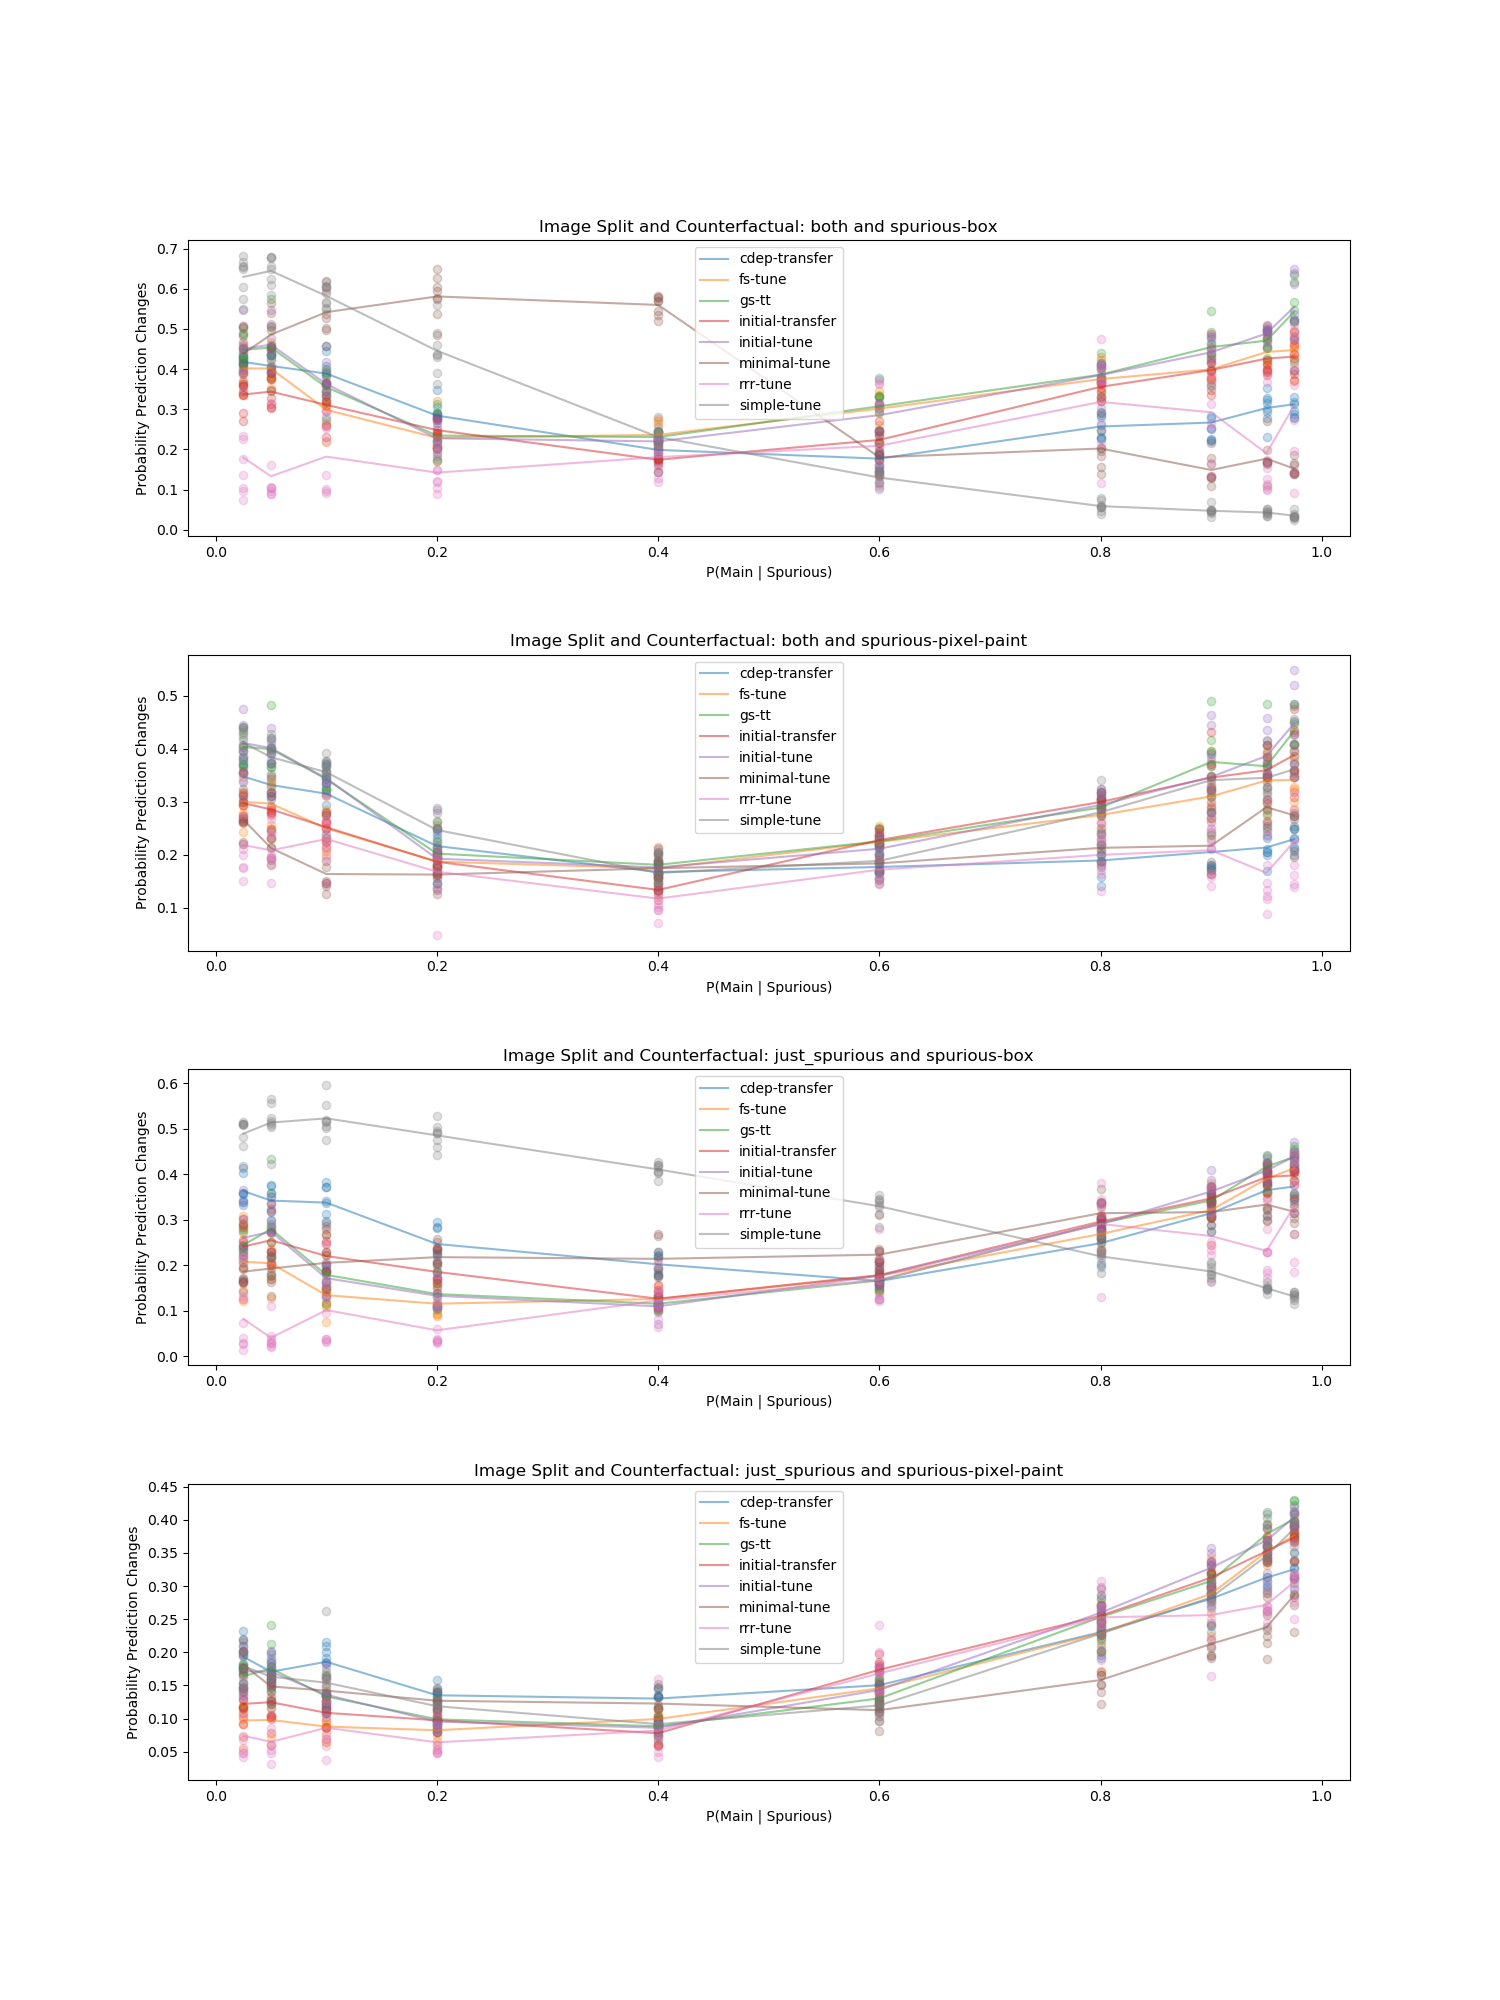 Image Split and Counterfactual: both and spurious-box
Probability Prediction Changes
0.7
0.6
0.5
0.4
0.3
0.2
0.1
0.0
cdep-transfer
fs-tune
gs-tt
initial-transfer
initial-tune
minimal-tune
rrr-tune
simple-tune
0.0 0.2 0.4 0.6 0.8 1.0
P(Main | Spurious)
Image Split and Counterfactual: both and spurious-pixel-paint
Probability Prediction Changes
0.5
0.4
0.3
0.2
0.1
cdep-transfer
fs-tune
gs-tt
initial-transfer
initial-tune
minimal-tune
rrr-tune
simple-tune
0.0 0.2 0.4 0.6 0.8 1.0
P(Main | Spurious)
Image Split and Counterfactual: just_spurious and spurious-box
Probability Prediction Changes
0.6
0.5
0.4
0.3
0.2
0.1
0.0
cdep-transfer
fs-tune
gs-tt
initial-transfer
initial-tune
minimal-tune
rrr-tune
simple-tune
0.0 0.2 0.4 0.6 0.8 1.0
P(Main | Spurious)
Image Split and Counterfactual: just_spurious and spurious-pixel-paint
Probability Prediction Changes
0.45
0.40
0.35
0.30
0.25
0.20
0.15
0.10
0.05
cdep-transfer
fs-tune
gs-tt
initial-transfer
initial-tune
minimal-tune
rrr-tune
simple-tune
0.0 0.2 0.4 0.6 0.8 1.0
P(Main | Spurious)